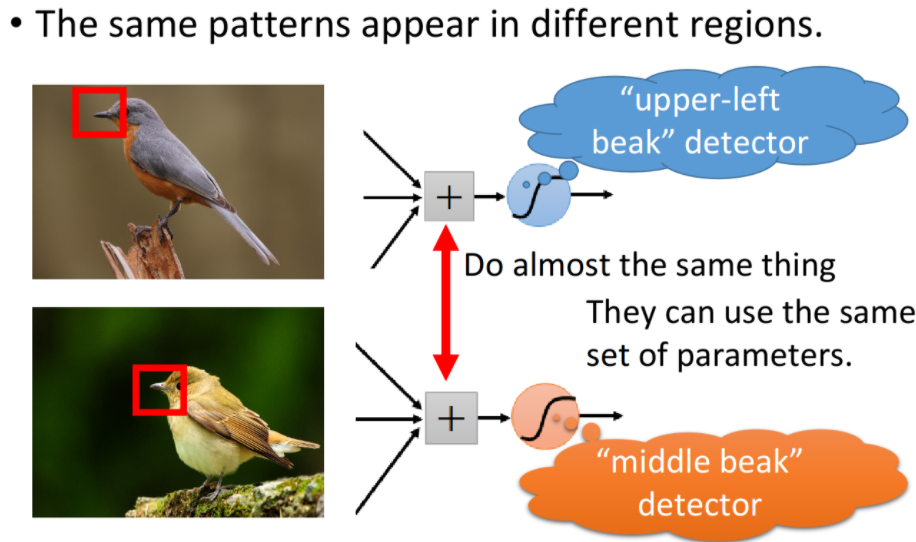 • The same patterns appear in different regions.
“upper-left
beak” detector
+
Do almost the same thing
They can use the same
set of parameters.
+
“middle beak”
detector